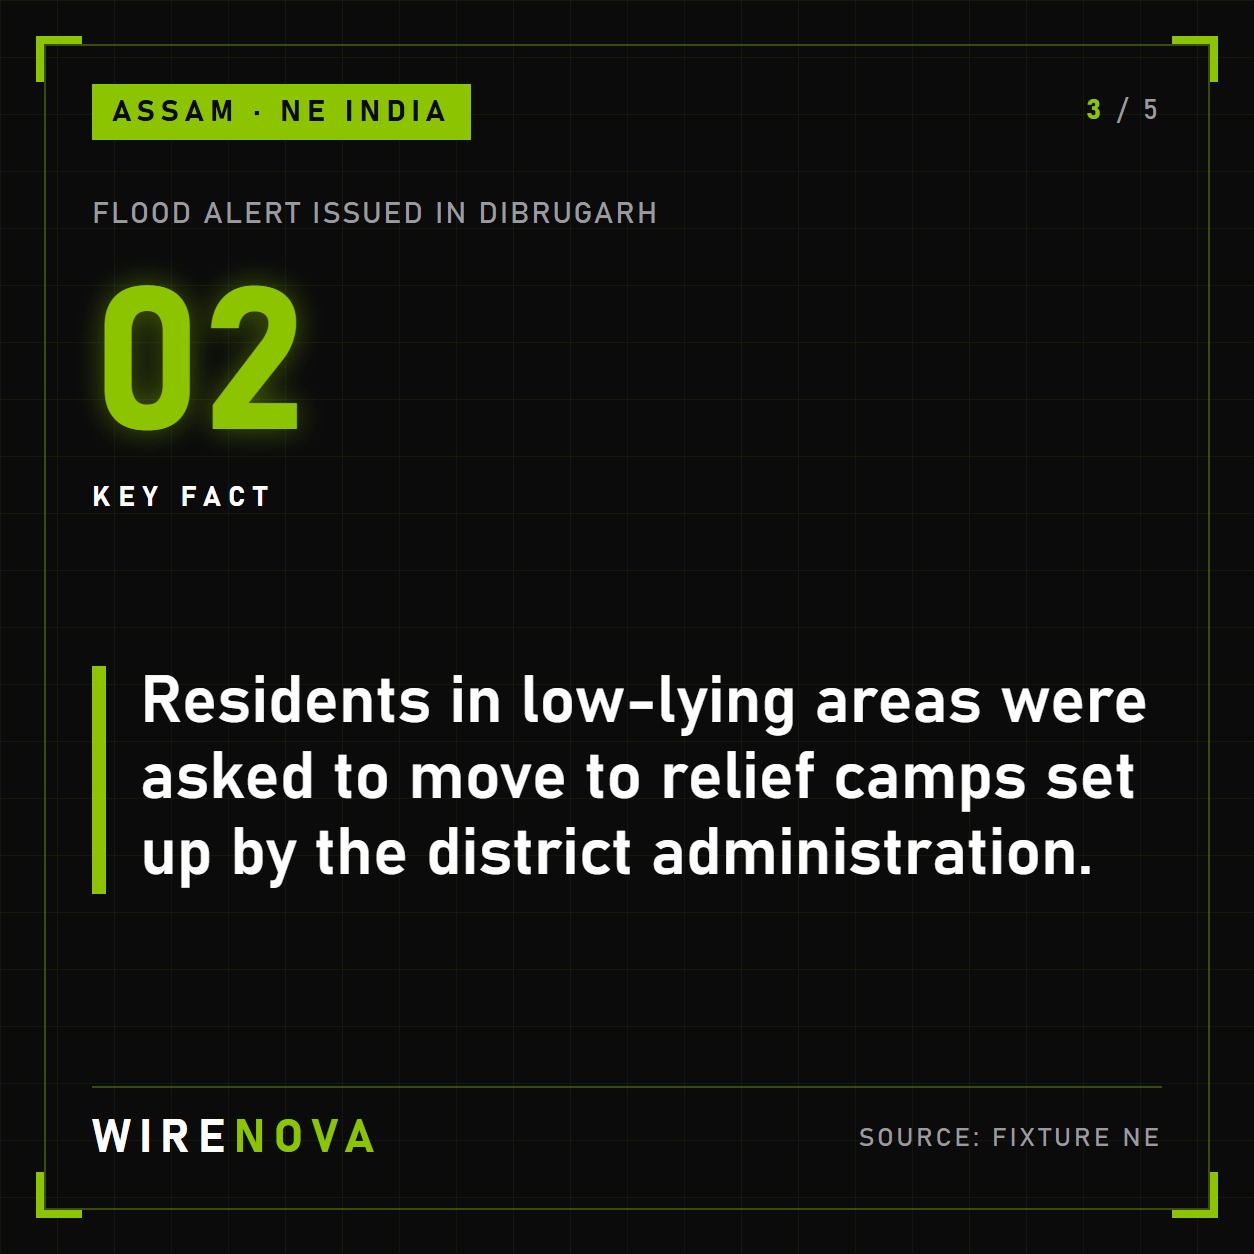 ASSAM · NE INDIA
3 / 5
FLOOD ALERT ISSUED IN DIBRUGARH
02
KEY FACT
Residents in low-lying areas were
asked to move to relief camps set
up by the district administration.
WIRENOVA
SOURCE: FIXTURE NE